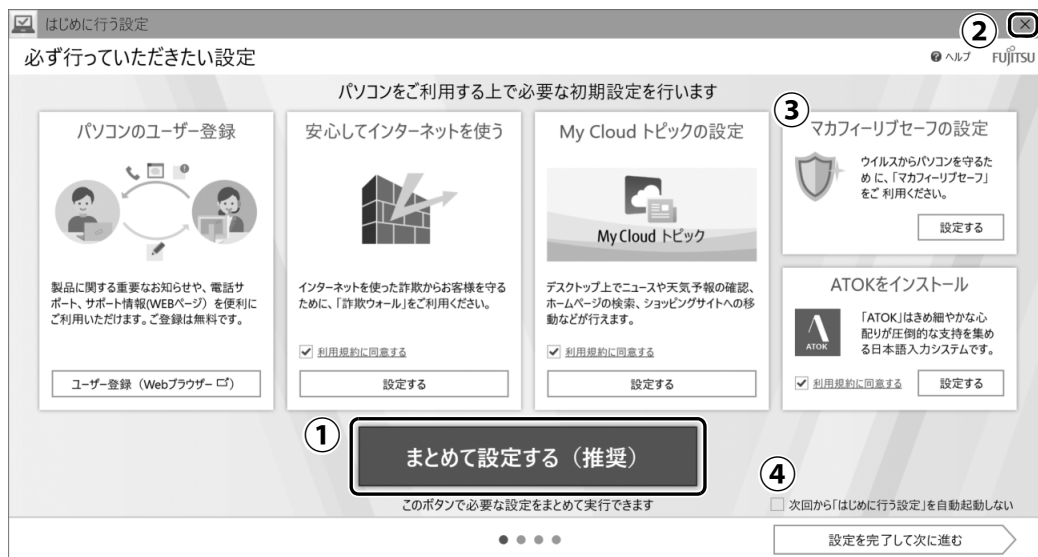 はじめに行う設定
②
×
必ず行っていただきたい設定
? ヘルプ
FUJITSU
パソコンをご利用する上で必要な初期設定を行います
パソコンのユーザー登録
製品に関する重要なお知らせや、電話サ
ポート、サポート情報(WEBページ）を便利に
ご利用いただけます。ご登録は無料です。
ユーザー登録（Webブラウザー）
安心してインターネットを使う
インターネットを使った詐欺からお客様を守る
ために、「詐欺ウォール」をご利用ください。
利用規約に同意する
設定する
My Cloud トピックの設定
My Cloud トピック
デスクトップ上でニュースや天気予報の確認、
ホームページの検索、ショッピングサイトへの移
動などが行えます。
利用規約に同意する
設定する
③
マカフィーリブセーフの設定
ウイルスからパソコンを守るた
め に、「マカフィーリブセーフ」
をご 利用ください。
設定する
ATOKをインストール
ATOK
「ATOK」はきめ細やかな心
配りが圧倒的な支持を集め
る日本語入力システムです。
利用規約に同意する
設定する
①
まとめて設定する（推奨）
このボタンで必要な設定をまとめて実行できます
④
次回から「はじめに行う設定」を自動起動しない
設定を完了して次に進む